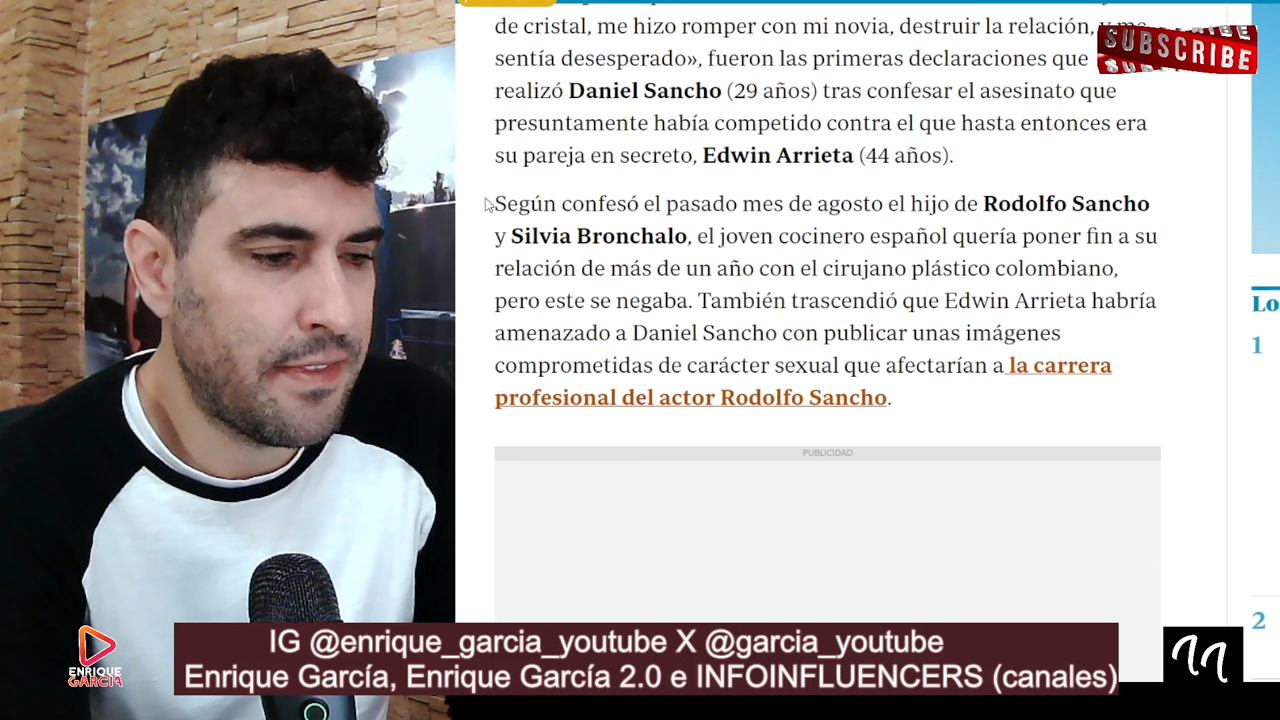 de cristal, me hizo romper con mi novia, destruir la relación, y me
sentía desesperado», fueron las primeras declaraciones que
realizó Daniel Sancho (29 años) tras confesar el asesinato que
presuntamente había competido contra el que hasta entonces era
su pareja en secreto, Edwin Arrieta (44 años).
Según confesó el pasado mes de agosto el hijo de Rodolfo Sancho
y Silvia Bronchalo, el joven cocinero español quería poner fin a su
relación de más de un año con el cirujano plástico colombiano,
pero este se negaba. También trascendió que Edwin Arrieta habría
amenazado a Daniel Sancho con publicar unas imágenes
comprometidas de carácter sexual que afectarían a la carrera
profesional del actor Rodolfo Sancho.
PUBLICIDAD
SUBSCRIBE
Lo
1
2
IG @enrique_garcia_youtube X @garcia_youtube
Enrique García, Enrique García 2.0 e INFOINFLUENCERS (canales)
ENRIQUE
GARCÍA